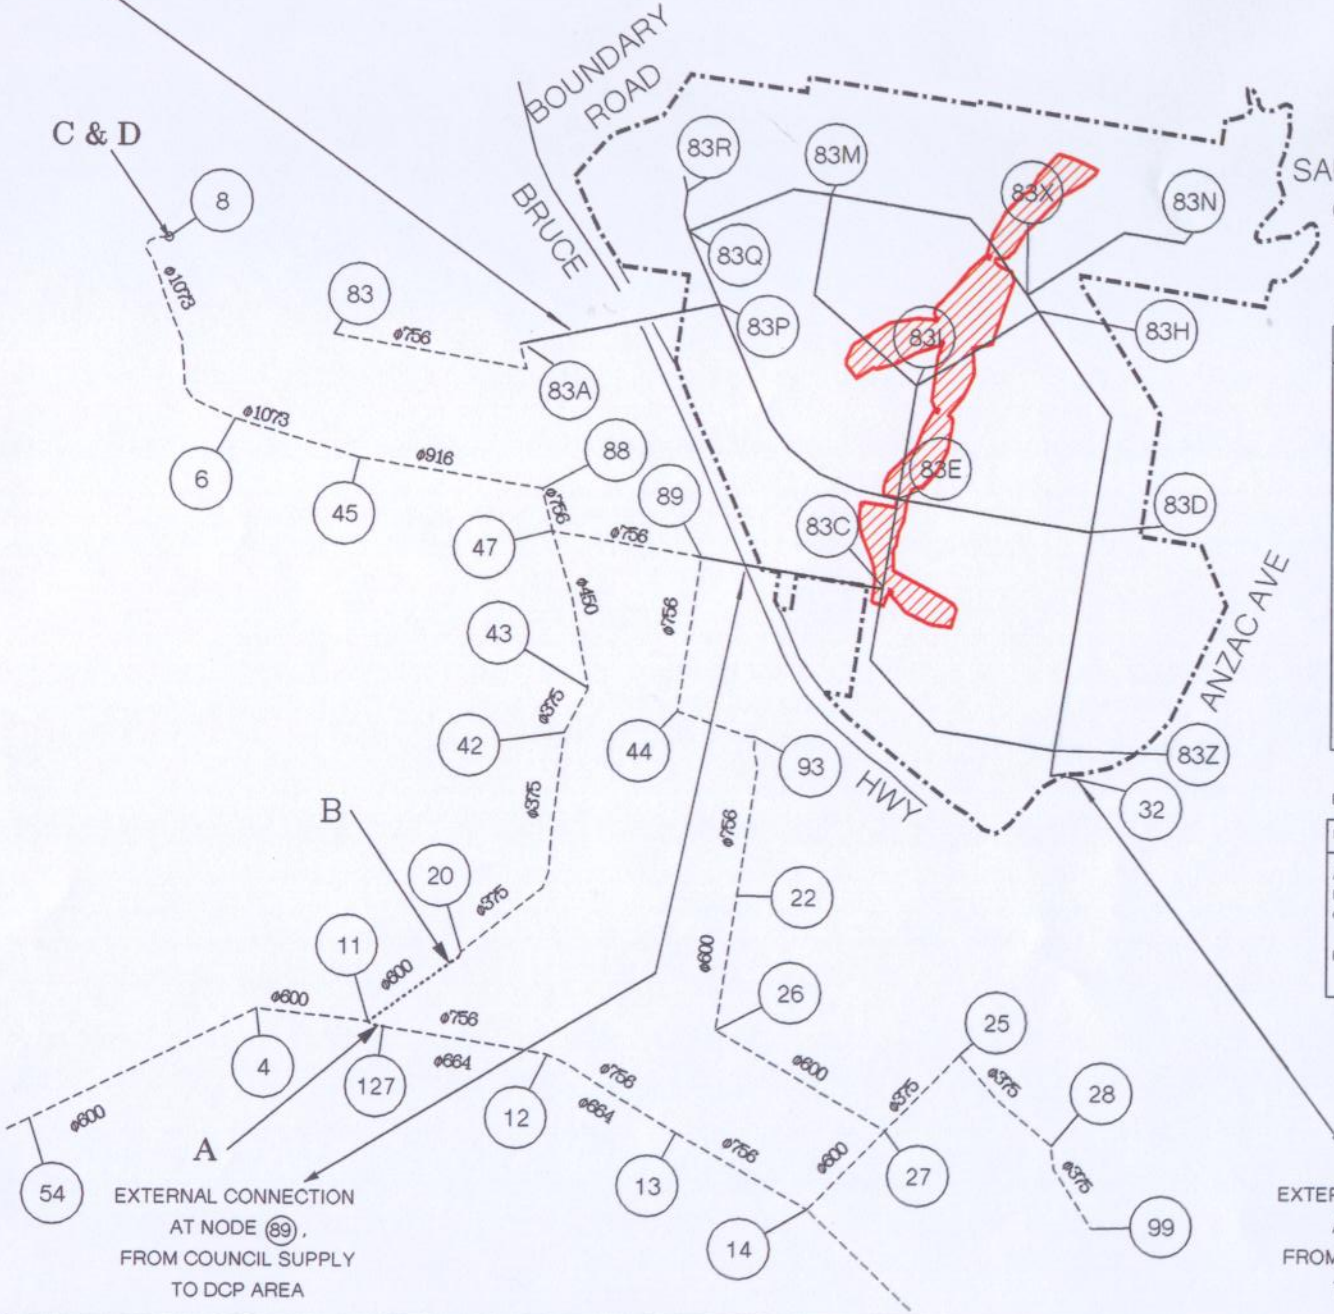 BOUNDARY
ROAD
C & D
83R
83M
8
83X
83N
SA
BRUCE
83Q
ø1073
83
83P
83H
ø756
83L
83A
ø1073
88
ø916
6
83E
89
45
83D
ø756
83C
47
ø756
ø450
ø756
43
ANZAC AVE
ø375
42
44
93
83Z
HWY
B
ø375
32
ø756
20
ø375
22
11
ø600
ø600
26
ø600
ø756
25
4
127
ø664
ø756
ø600
ø375
ø375
28
ø600
12
ø664
A
ø756
ø600
ø375
54
13
27
EXTERNAL CONNECTION
AT NODE 89,
FROM COUNCIL SUPPLY
TO DCP AREA
14
99
EXTER
FROM